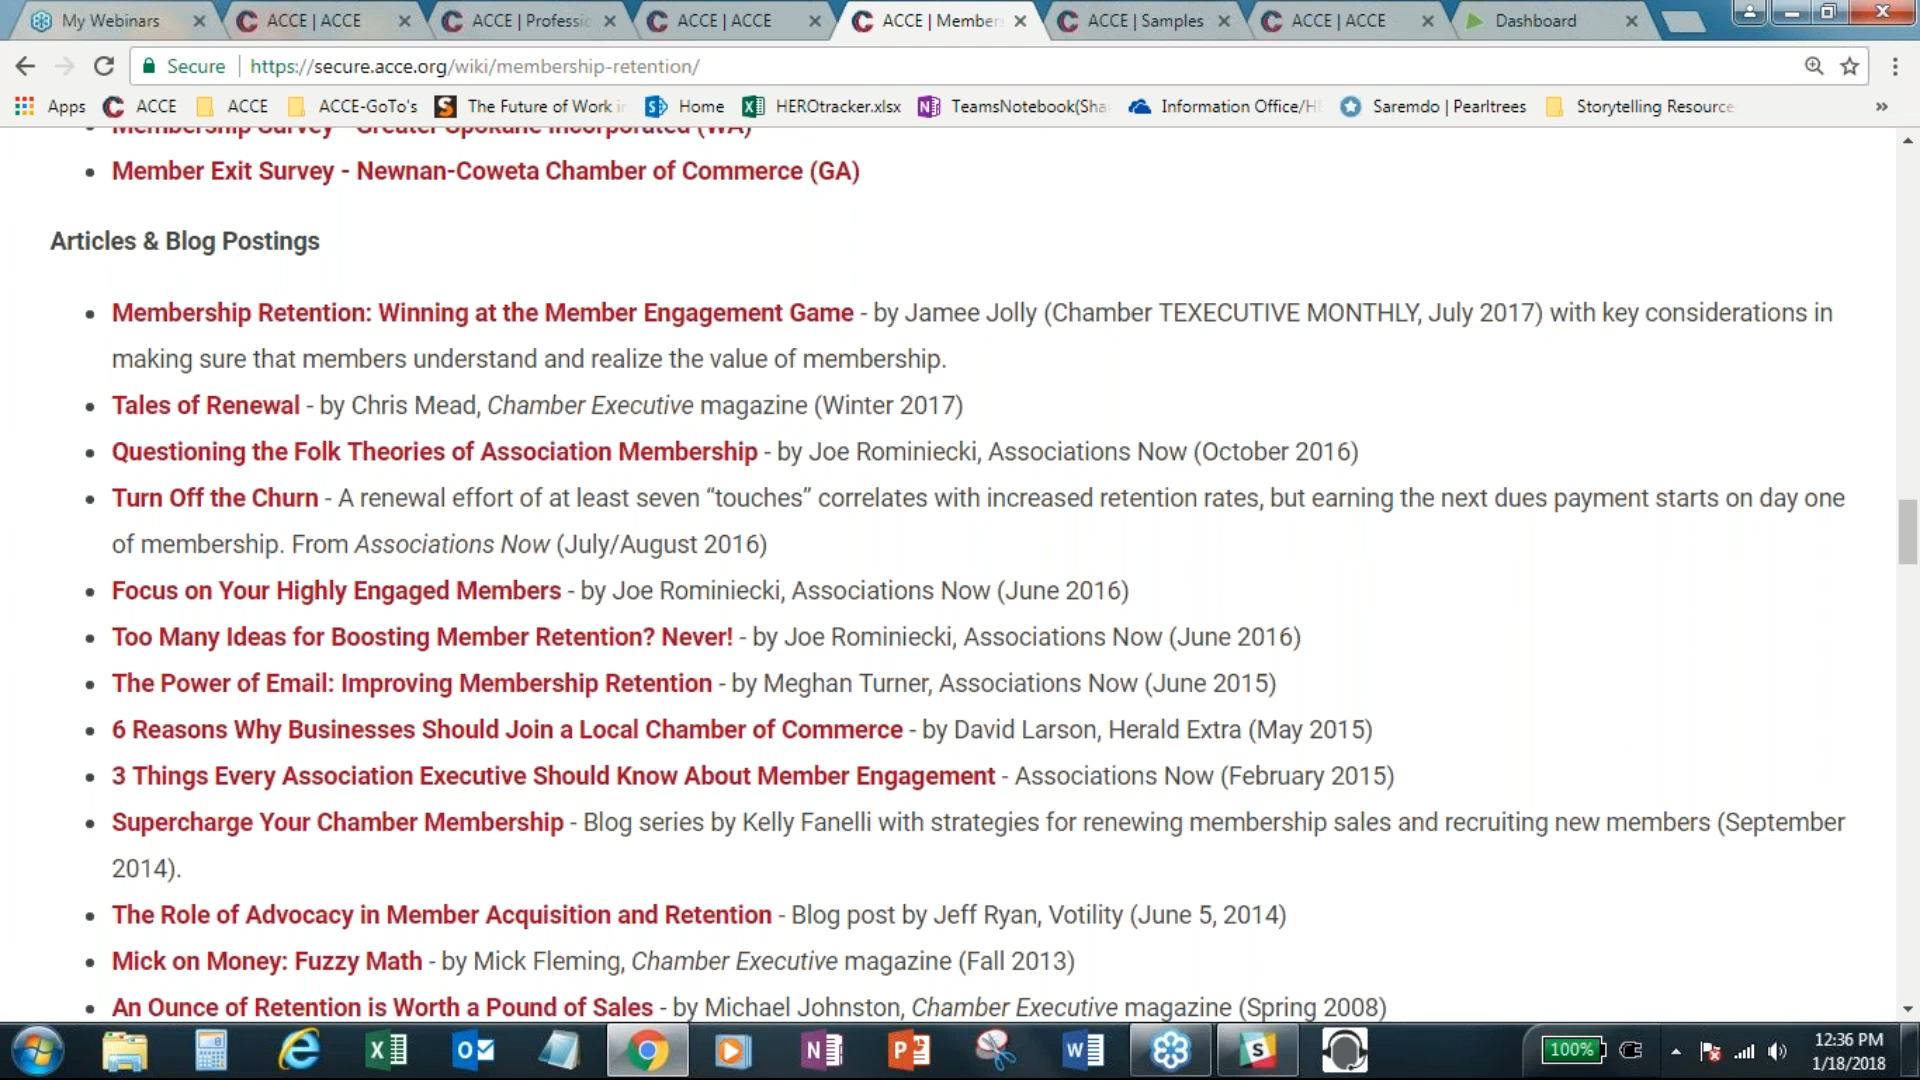 My Webinars
ACCE | ACCE
ACCE | Professic
ACCE | ACCE
ACCE | Member
ACCE | Samples
ACCE | ACCE
Dashboard
Secure
https://secure.acce.org/wiki/membership-retention/
Apps
ACCE
ACCE
ACCE-GoTo's
The Future of Work in
Home
HEROtracker.xlsx
TeamsNotebook(Sha
Information Office/H
Saremdo | Pearltrees
Storytelling Resource
»
Membership Survey - Greater Spokane Incorporated (WA)
Member Exit Survey - Newnan-Coweta Chamber of Commerce (GA)
Articles & Blog Postings
Membership Retention: Winning at the Member Engagement Game - by Jamee Jolly (Chamber TEXECUTIVE MONTHLY, July 2017) with key considerations in
making sure that members understand and realize the value of membership.
Tales of Renewal - by Chris Mead, Chamber Executive magazine (Winter 2017)
Questioning the Folk Theories of Association Membership - by Joe Rominiecki, Associations Now (October 2016)
Turn Off the Churn - A renewal effort of at least seven “touches” correlates with increased retention rates, but earning the next dues payment starts on day one
of membership. From Associations Now (July/August 2016)
Focus on Your Highly Engaged Members - by Joe Rominiecki, Associations Now (June 2016)
Too Many Ideas for Boosting Member Retention? Never! - by Joe Rominiecki, Associations Now (June 2016)
The Power of Email: Improving Membership Retention - by Meghan Turner, Associations Now (June 2015)
6 Reasons Why Businesses Should Join a Local Chamber of Commerce - by David Larson, Herald Extra (May 2015)
3 Things Every Association Executive Should Know About Member Engagement - Associations Now (February 2015)
Supercharge Your Chamber Membership - Blog series by Kelly Fanelli with strategies for renewing membership sales and recruiting new members (September
2014).
The Role of Advocacy in Member Acquisition and Retention - Blog post by Jeff Ryan, Votility (June 5, 2014)
Mick on Money: Fuzzy Math - by Mick Fleming, Chamber Executive magazine (Fall 2013)
An Ounce of Retention is Worth a Pound of Sales - by Michael Johnston, Chamber Executive magazine (Spring 2008)
100%
12:36 PM
1/18/2018